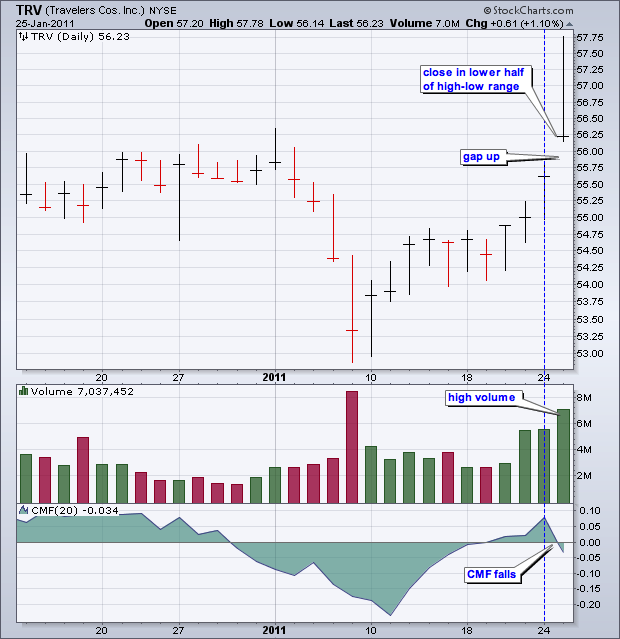 TRV (Travelers Cos. Inc.) NYSE © StockCharts.com
25-Jan-2011 Open 57.20 High 57.78 Low 56.14 Last 56.23 Volume 7.0M Chg +0.61 (+1.10%)
TRV (Daily) 56.23
57.75
57.50
57.25
57.00
56.75
56.50
56.25
56.00
55.75
55.50
55.25
55.00
54.75
54.50
54.25
54.00
53.75
53.50
53.25
53.00
close in lower half
of high-low range
gap up
20 27 2011 10 18 24
Volume 7,037,452
8M
6M
4M
2M
high volume
CMF(20) -0.034
0.10
0.05
0.00
-0.05
-0.10
-0.15
-0.20
CMF falls
20 27 2011 10 18 24